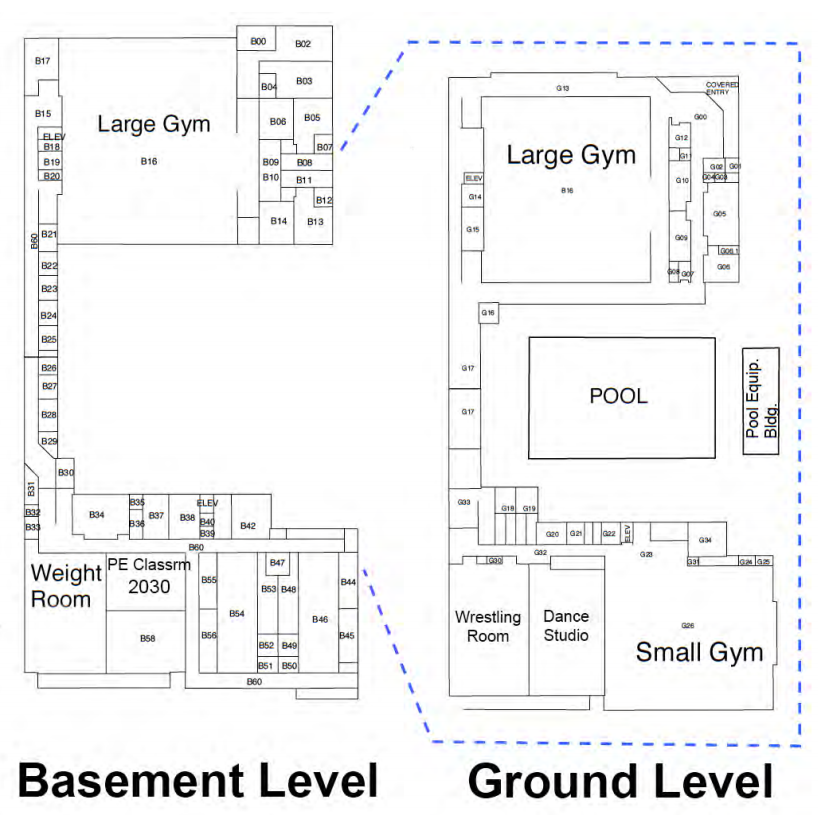 B00
B02
B17
B03
B04
B15
B05
B06
Large Gym
ELEV
B18
B07
B19
B16
B09
B08
B20
B10
B11
B12
B14
B13
B21
B60
B22
B23
B24
B25
B26
B27
B28
B29
B30
B31
B32
B33
B34
B35
B36
B37
B38
ELEV
B40
B39
B42
B60
Weight
Room
PE Classrm
2030
B47
B55
B53
B48
B44
B54
B46
B56
B58
B52
B49
B45
B51
B50
B60
Basement Level
G13
COVERED
ENTRY
G00
G12
Large Gym
G11
G02
G01
ELEV
G10
G04
G03
B16
G14
G05
G15
G09
G06.1
G08
G07
G06
G16
G17
POOL
Pool Equip.
Bldg.
G17
G33
G18
G19
G20
G21
G22
ELEV
G23
G34
G32
G30
G31
G24
G25
Wrestling
Room
Dance
Studio
G26
Small Gym
Ground Level